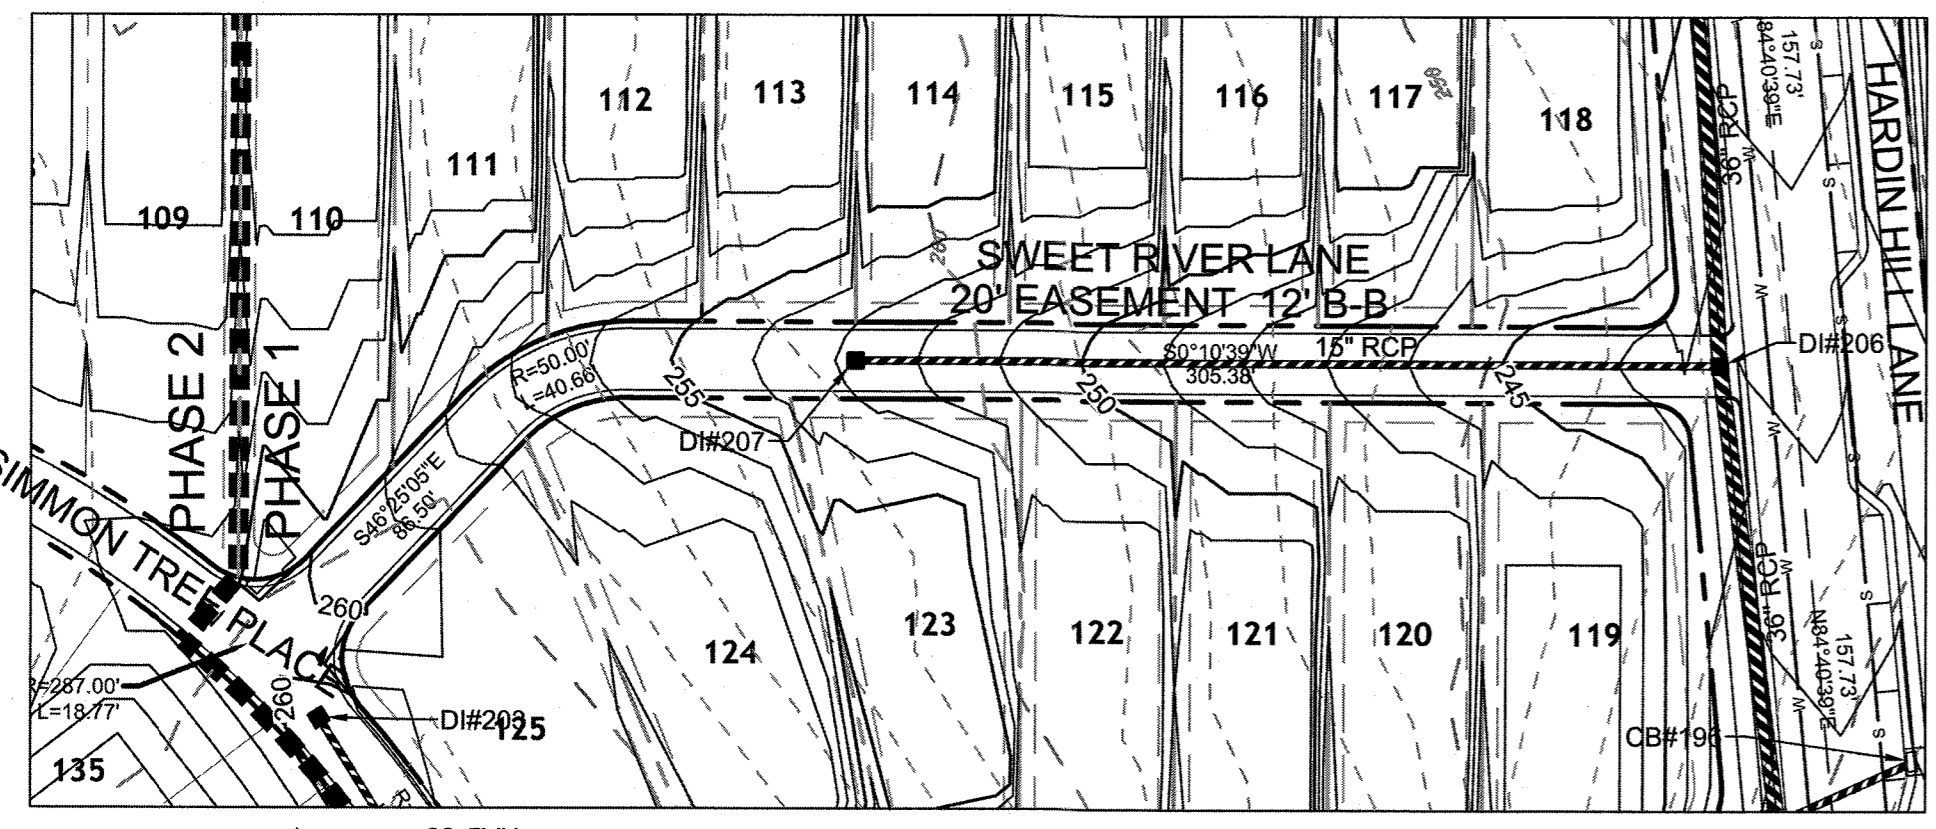 109
110
111
112
113
114
115
116
117
250
118
36" RCP
157.73'
84°40'39"E
HARDIN HILL LANE
PHASE 2
PHASE 1
260
SWEET RIVER LANE
20' EASEMENT 12' B-B
R=50.00'
L=40.66'
255
S0°10'39"W
305.38'
15" RCP
250
245
DI#206
DI#207
S46°25'05"E
86.50'
SIMMON TREE PLACE
260
R=287.00'
L=18.77'
260
DI#203
125
135
124
123
122
121
120
119
36" RCP
157.73'
N84°40'39"E
CB#196